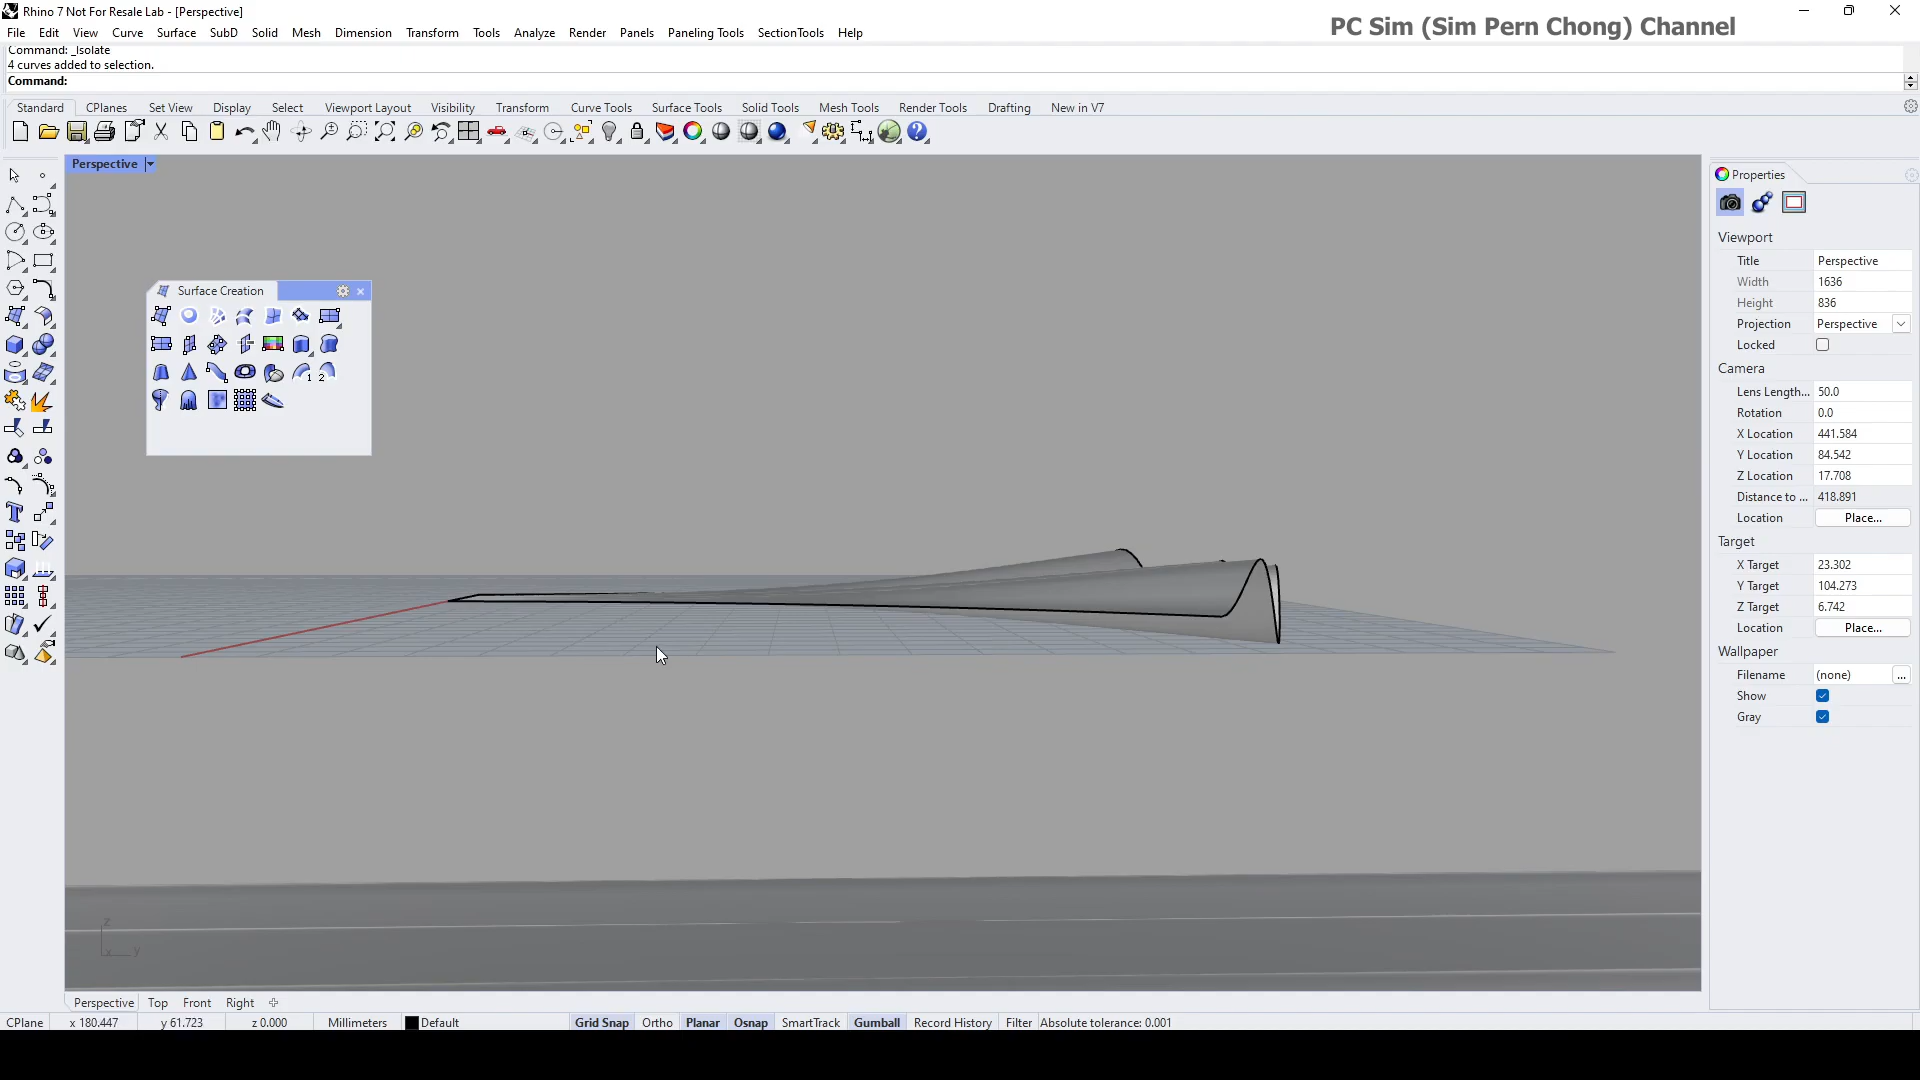 Rhino 7 Not For Resale Lab - [Perspective]
PC Sim (Sim Pern Chong) Channel
File Edit View Curve Surface SubD Solid Mesh Dimension Transform Tools Analyze Render Panels Paneling Tools SectionTools Help
Command: _Isolate
4 curves added to selection.
Command:
Standard CPlanes Set View Display Select Viewport Layout Visibility Transform Curve Tools Surface Tools Solid Tools Mesh Tools Render Tools Drafting New in V7
Perspective
Surface Creation
1 2
Properties
Viewport
Title Perspective
Width 1636
Height 836
Projection Perspective
Locked
Camera
Lens Length... 50.0
Rotation 0.0
X Location 441.584
Y Location 84.542
Z Location 17.708
Distance to ... 418.891
Location Place...
Target
X Target 23.302
Y Target 104.273
Z Target 6.742
Location Place...
Wallpaper
Filename (none) ...
Show
Gray
z
x y
Perspective Top Front Right
CPlane x 180.447 y 61.723 z 0.000 Millimeters Default Grid Snap Ortho Planar Osnap SmartTrack Gumball Record History Filter Absolute tolerance: 0.001